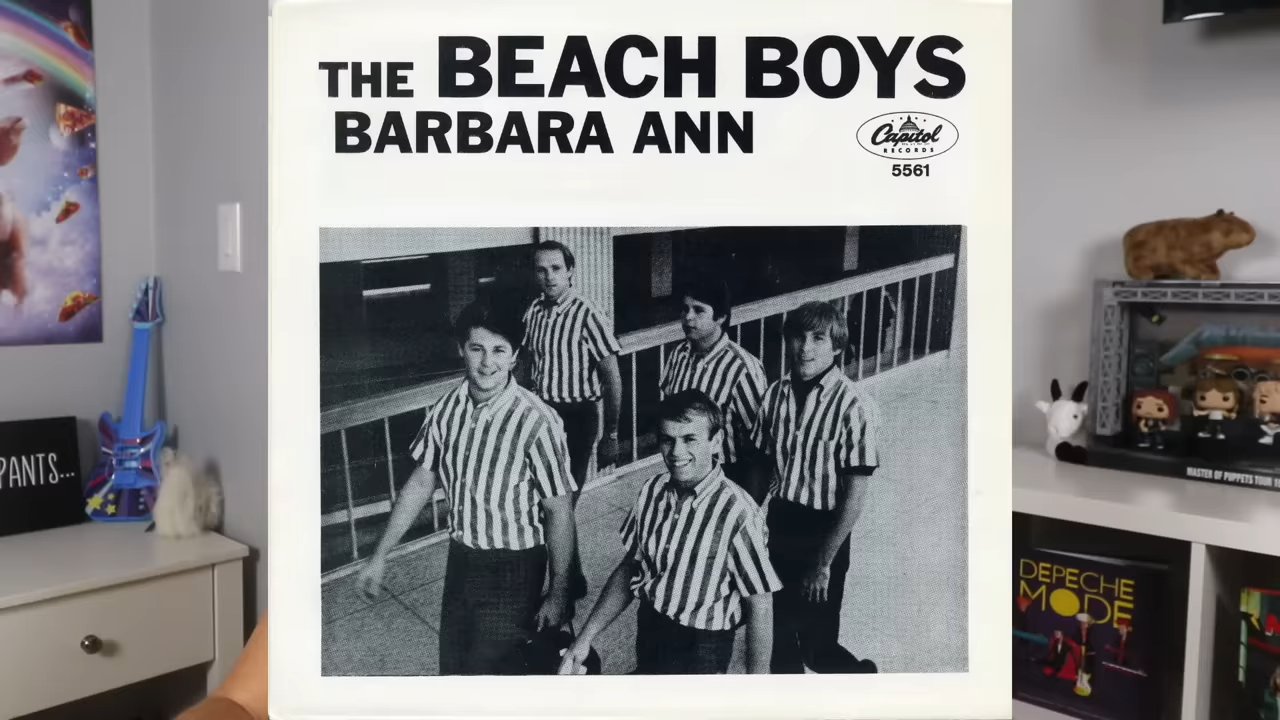 THE BEACH BOYS
BARBARA ANN
Capitol
RECORDS
5561
PANTS...
MASTER OF PUPPETS TOUR
DEPECHE
MODE